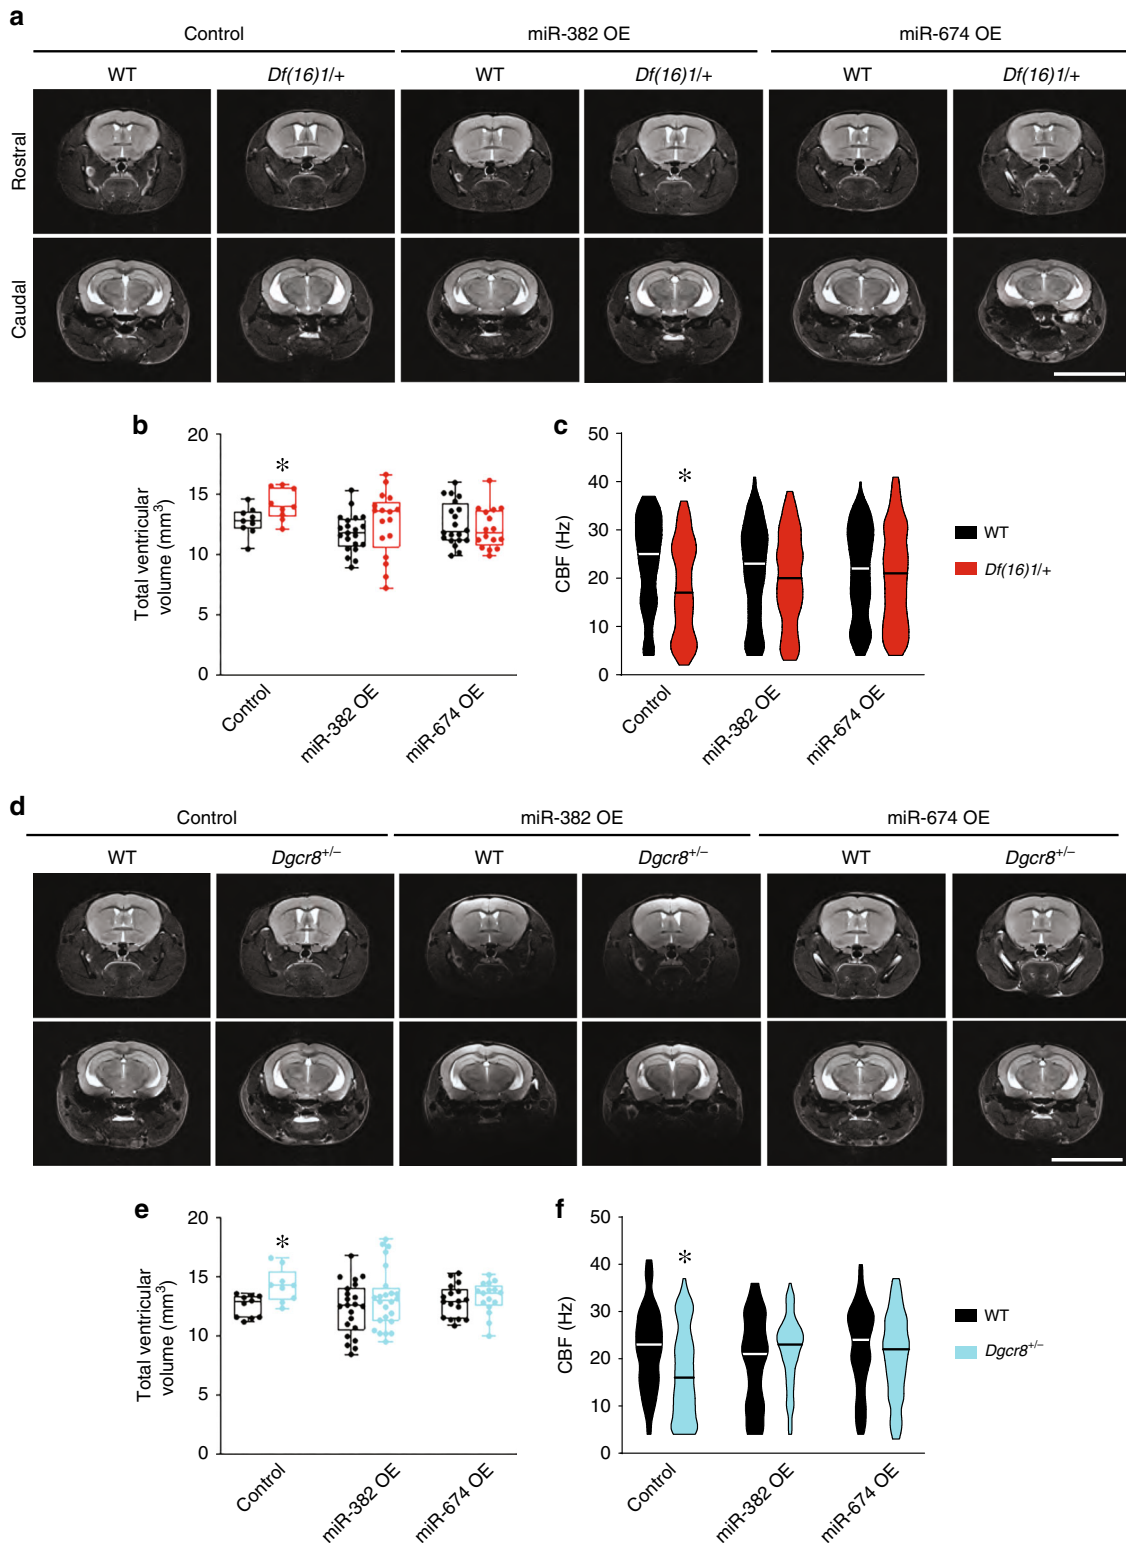 a
Control
miR-382 OE
miR-674 OE
WT
Df(16)1/+
WT
Df(16)1/+
WT
Df(16)1/+
Rostral
Caudal
b
Total ventricular
volume (mm³)
20
15
10
5
0
*
Control
miR-382 OE
miR-674 OE
c
CBF (Hz)
50
40
30
20
10
0
*
Control
miR-382 OE
miR-674 OE
WT
Df(16)1/+
d
Control
miR-382 OE
miR-674 OE
WT
Dgcr8⁺/⁻
WT
Dgcr8⁺/⁻
WT
Dgcr8⁺/⁻
e
Total ventricular
volume (mm³)
20
15
10
5
0
*
Control
miR-382 OE
miR-674 OE
f
CBF (Hz)
50
40
30
20
10
0
*
Control
miR-382 OE
miR-674 OE
WT
Dgcr8⁺/⁻